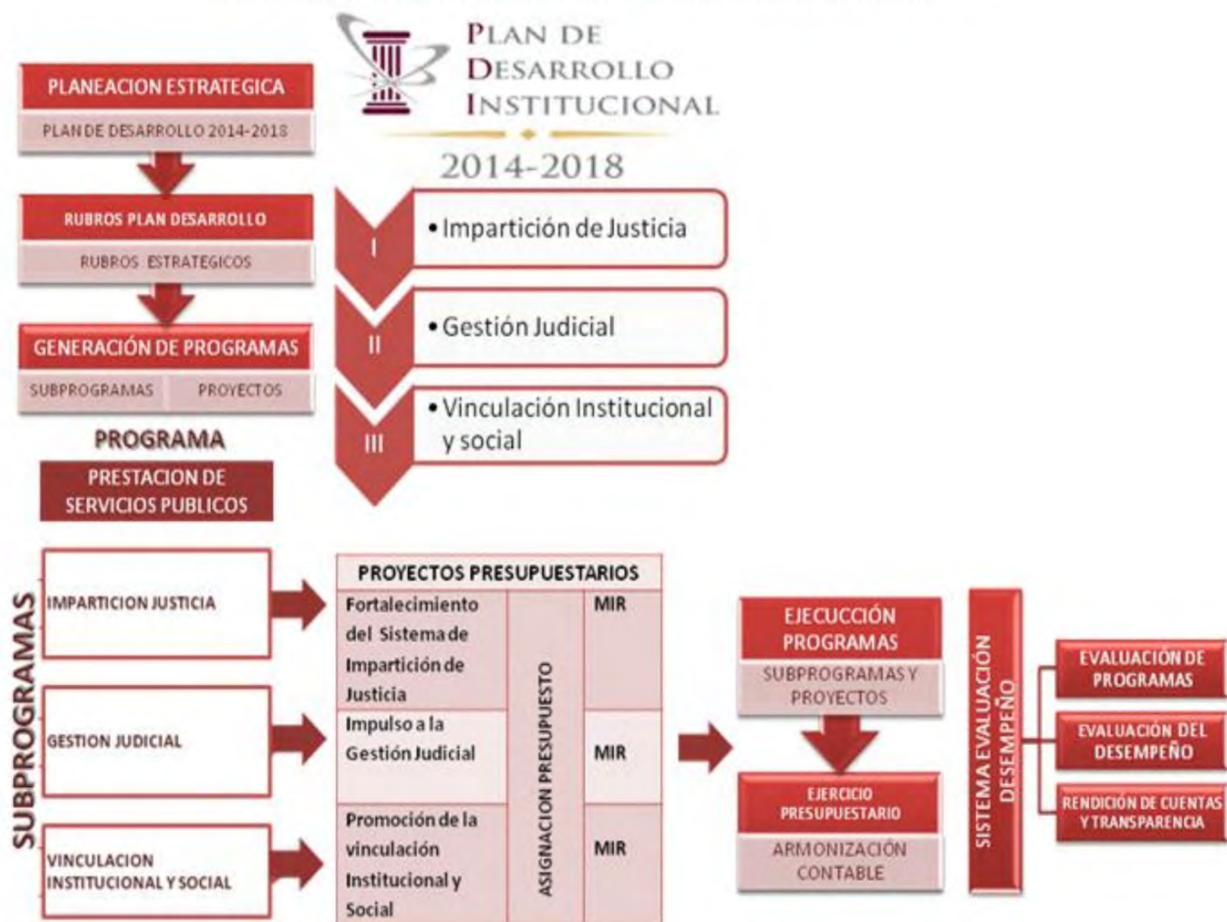 PLAN DE
DESARROLLO
INSTITUCIONAL
2014-2018
PLANEACION ESTRATEGICA
PLAN DE DESARROLLO 2014-2018
RUBROS PLAN DESARROLLO
RUBROS ESTRATEGICOS
GENERACIÓN DE PROGRAMAS
SUBPROGRAMAS
PROYECTOS
I
• Impartición de Justicia
II
• Gestión Judicial
III
• Vinculación Institucional
y social
PROGRAMA
PRESTACION DE
SERVICIOS PUBLICOS
SUBPROGRAMAS
IMPARTICION JUSTICIA
GESTION JUDICIAL
VINCULACION
INSTITUCIONAL Y SOCIAL
PROYECTOS PRESUPUESTARIOS
Fortalecimiento
del Sistema de
Impartición de
Justicia
MIR
Impulso a la
Gestión Judicial
MIR
Promoción de la
vinculación
Institucional y
Social
MIR
ASIGNACION PRESUPUESTO
EJECUCCIÓN
PROGRAMAS
SUBPROGRAMAS Y
PROYECTOS
EJERCICIO
PRESUPUESTARIO
ARMONIZACIÓN
CONTABLE
SISTEMA EVALUACIÓN
DESEMPEÑO
EVALUACIÓN DE
PROGRAMAS
EVALUACIÓN DEL
DESEMPEÑO
RENDICIÓN DE CUENTAS
Y TRANSPARENCIA